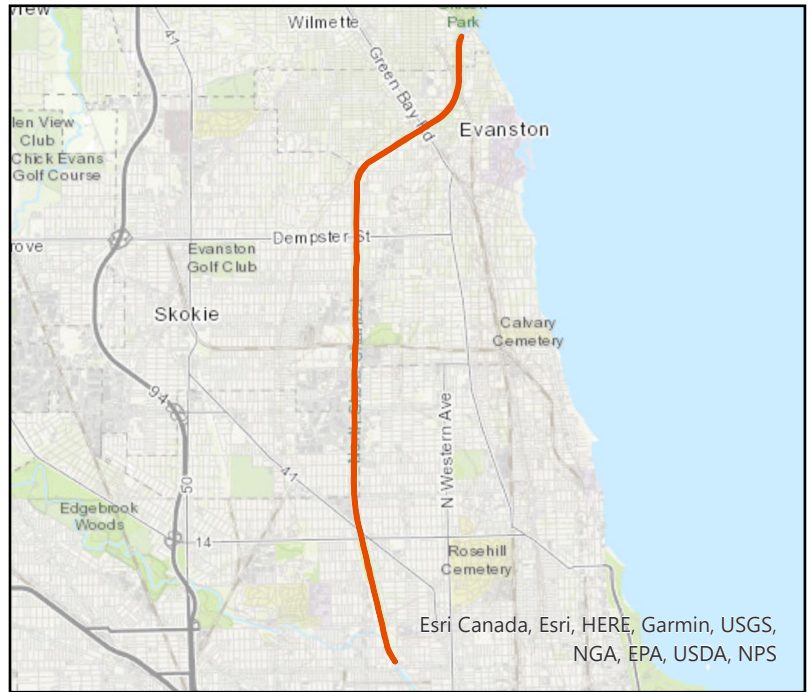 Wilmette
Park
41
Green Bay Rd
Evanston
len View
Club
Chick Evans
Golf Course
Dempster St
rove
Evanston
Golf Club
Skokie
Calvary
Cemetery
94
N Western Ave
41
50
Edgebrook
Woods
14
Rosehill
Cemetery
Esri Canada, Esri, HERE, Garmin, USGS,
NGA, EPA, USDA, NPS